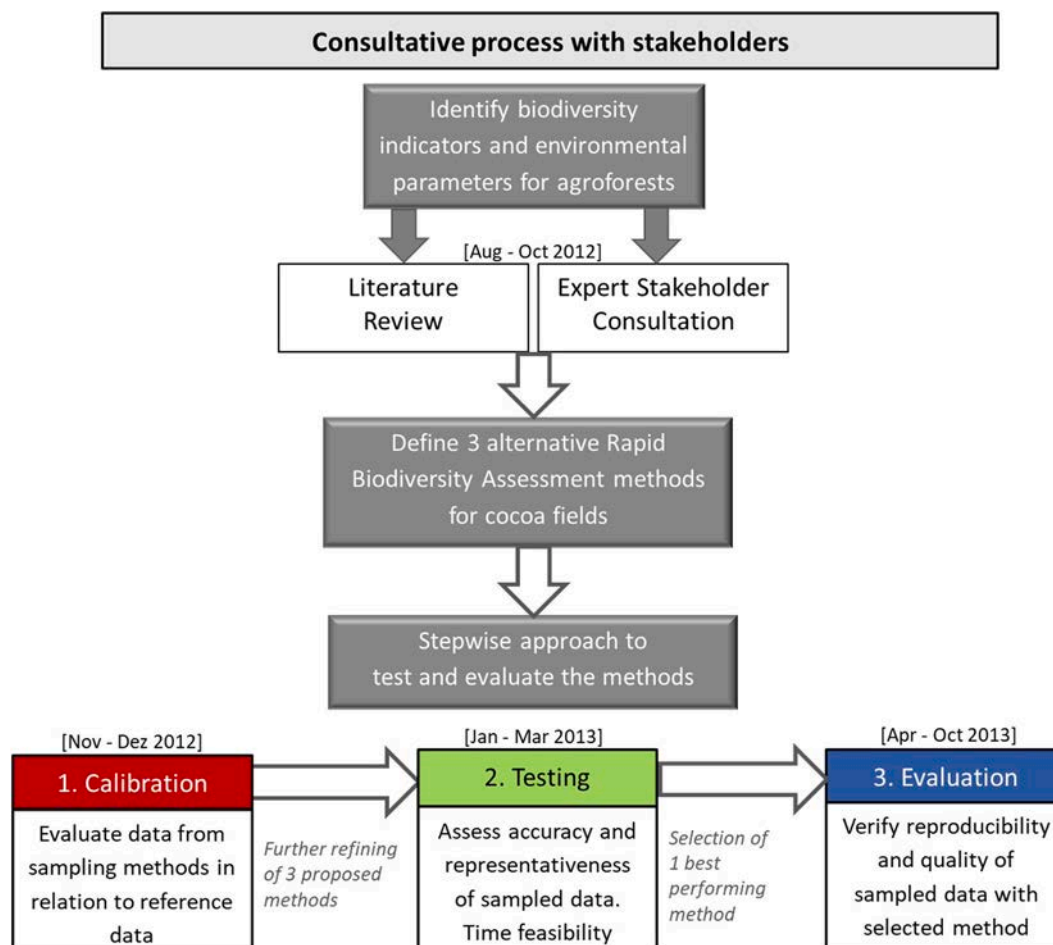 Consultative process with stakeholders
Identify biodiversity
indicators and environmental
parameters for agroforests
[Aug - Oct 2012]
Literature
Review
Expert Stakeholder
Consultation
Define 3 alternative Rapid
Biodiversity Assessment methods
for cocoa fields
Stepwise approach to
test and evaluate the methods
[Nov - Dez 2012]
1. Calibration
Evaluate data from
sampling methods in
relation to reference
data
Further refining
of 3 proposed
methods
[Jan - Mar 2013]
2. Testing
Assess accuracy and
representativeness
of sampled data.
Time feasibility
Selection of
1 best
performing
method
[Apr - Oct 2013]
3. Evaluation
Verify reproducibility
and quality of
sampled data with
selected method